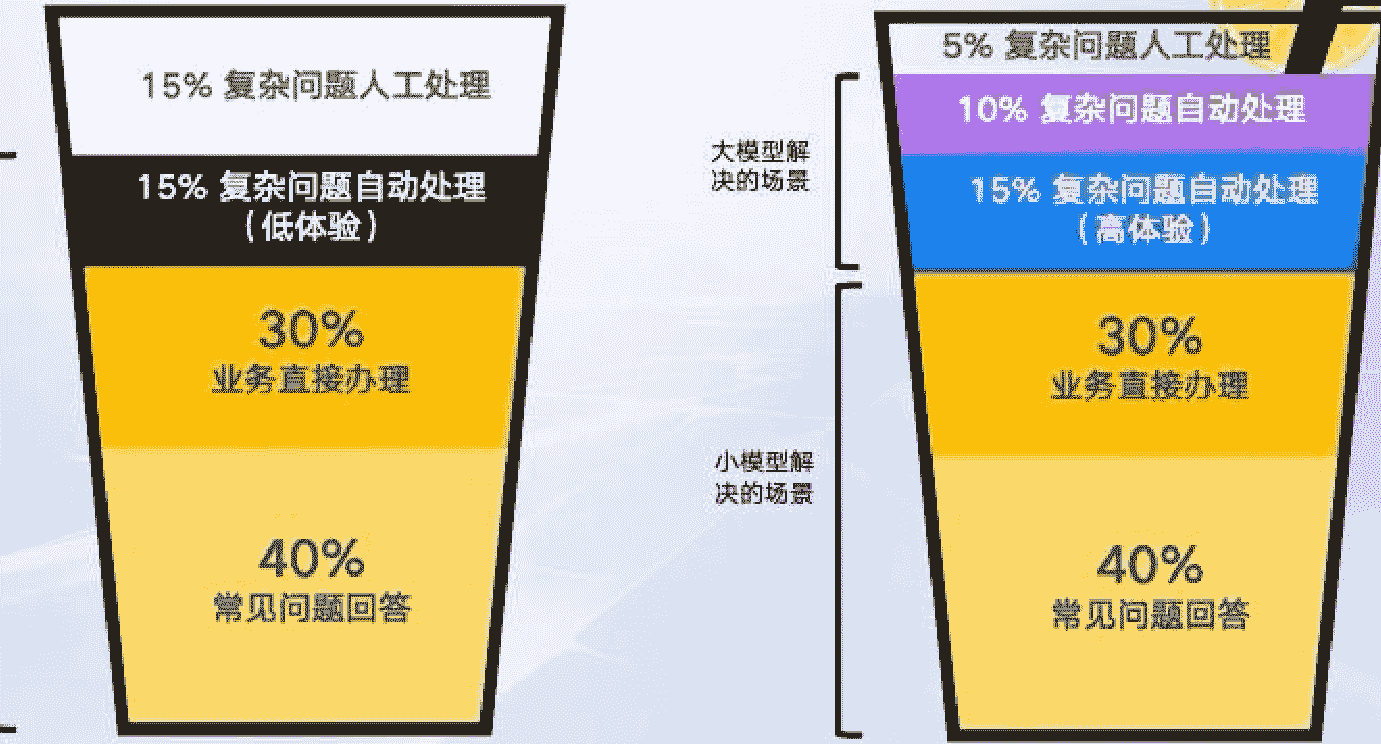 15% 复杂问题人工处理
15% 复杂问题自动处理
(低体验)
30%
业务直接办理
40%
常见问题回答
大模型解
决的场景
小模型解
决的场景
5% 复杂问题人工处理
10% 复杂问题自动处理
15% 复杂问题自动处理
(高体验)
30%
业务直接办理
40%
常见问题回答